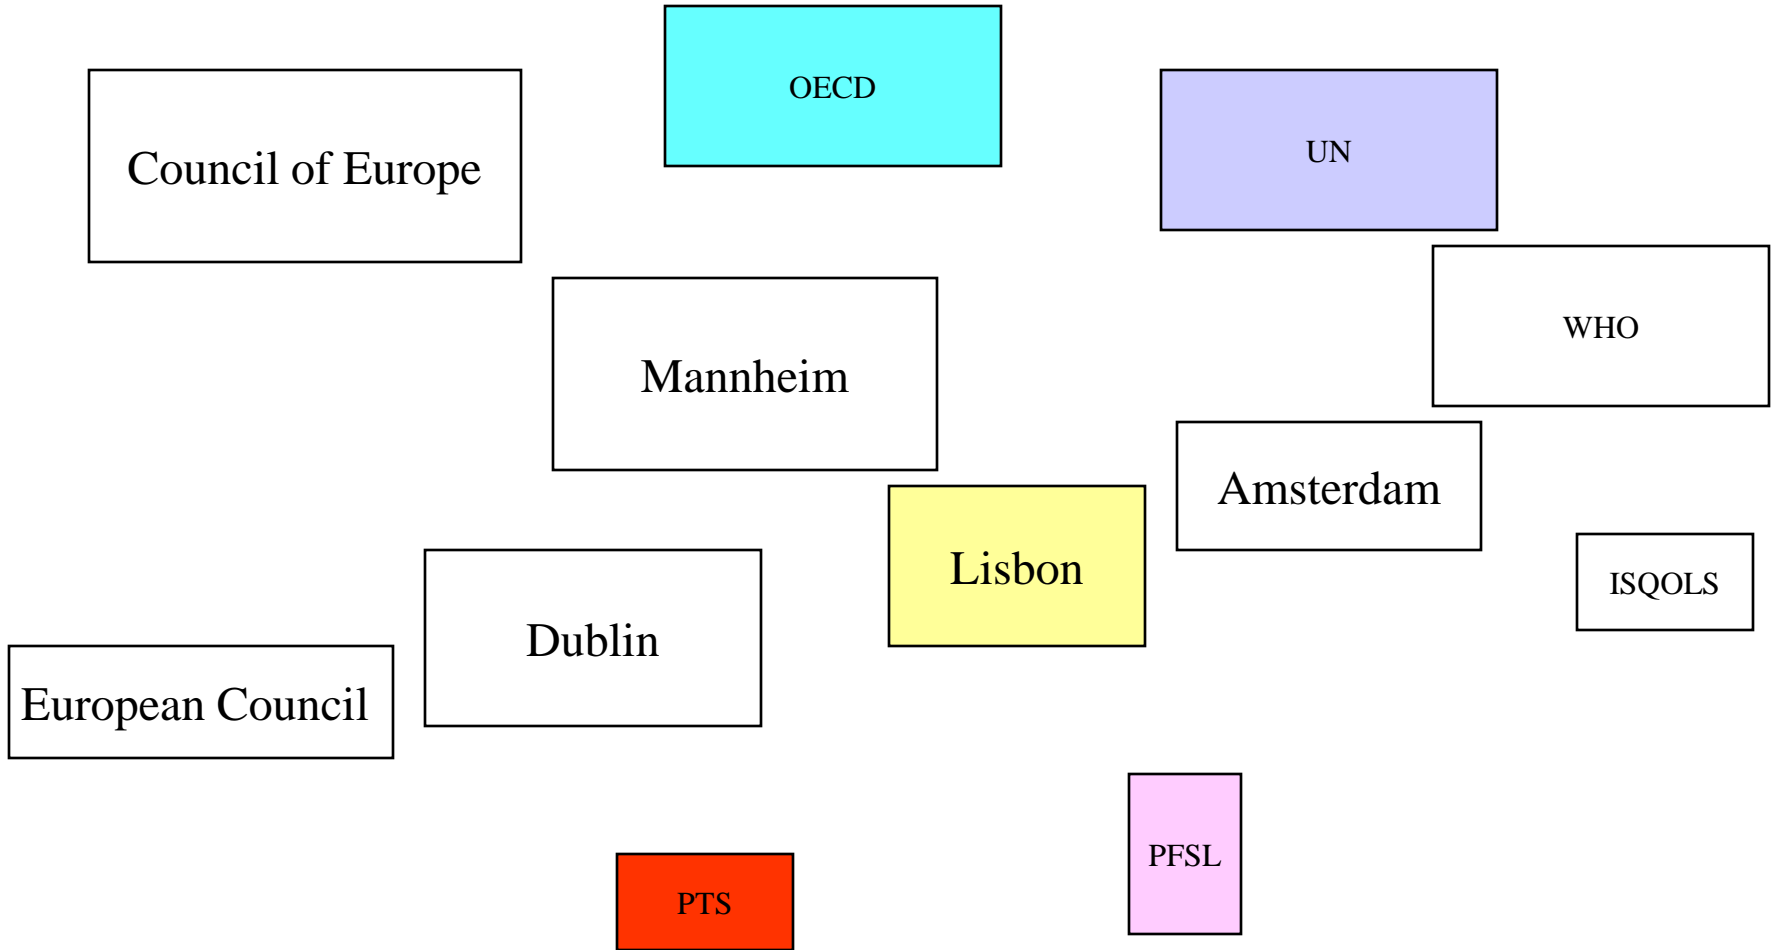 OECD
UN
Council of Europe
WHO
Mannheim
Amsterdam
Lisbon
ISQOLS
Dublin
European Council
PFSL
PTS